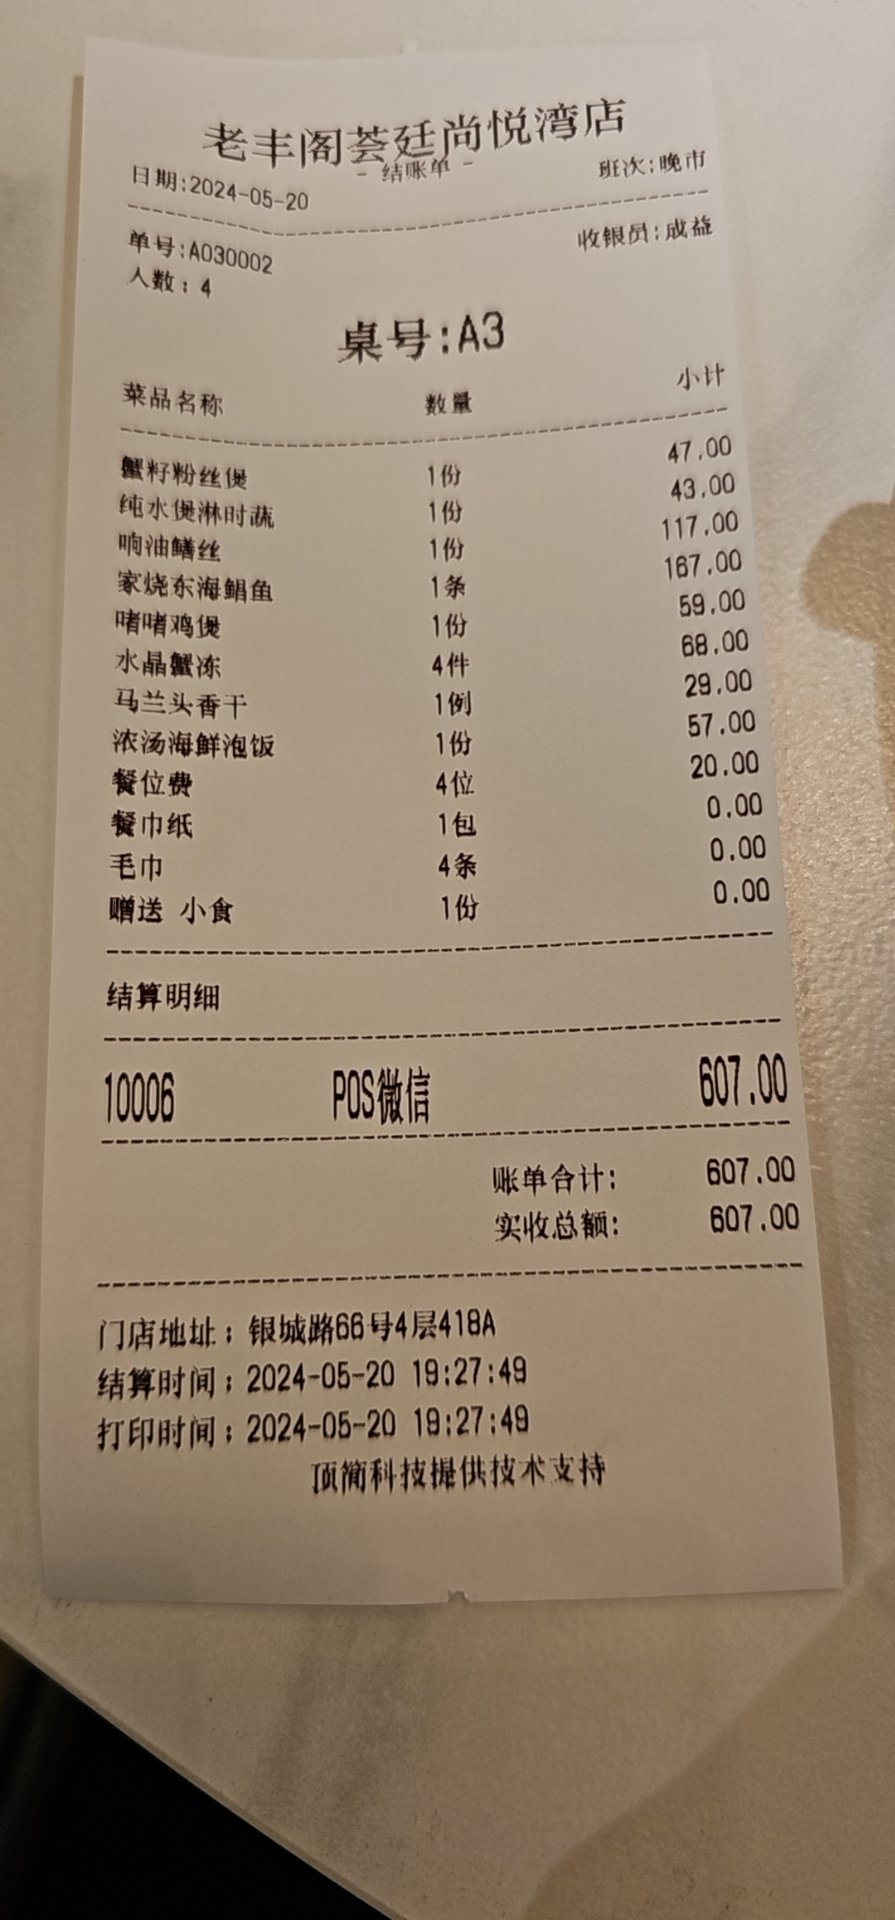 老丰阁荟廷尚悦湾店
- 结账单 -
日期:2024-05-20 班次:晚市
单号:A030002 收银员:成益
人数：4
桌号:A3
菜品名称 数量 小计
蟹籽粉丝煲 1份 47.00
纯水煲淋时蔬 1份 43.00
响油鳝丝 1份 117.00
家烧东海鲳鱼 1条 167.00
啫啫鸡煲 1份 59.00
水晶蟹冻 4件 68.00
马兰头香干 1例 29.00
浓汤海鲜泡饭 1份 57.00
餐位费 4位 20.00
餐巾纸 1包 0.00
毛巾 4条 0.00
赠送 小食 1份 0.00
结算明细
10006 POS微信 607.00
账单合计: 607.00
实收总额: 607.00
门店地址：银城路66号4层418A
结算时间：2024-05-20 19:27:49
打印时间：2024-05-20 19:27:49
顶简科技提供技术支持